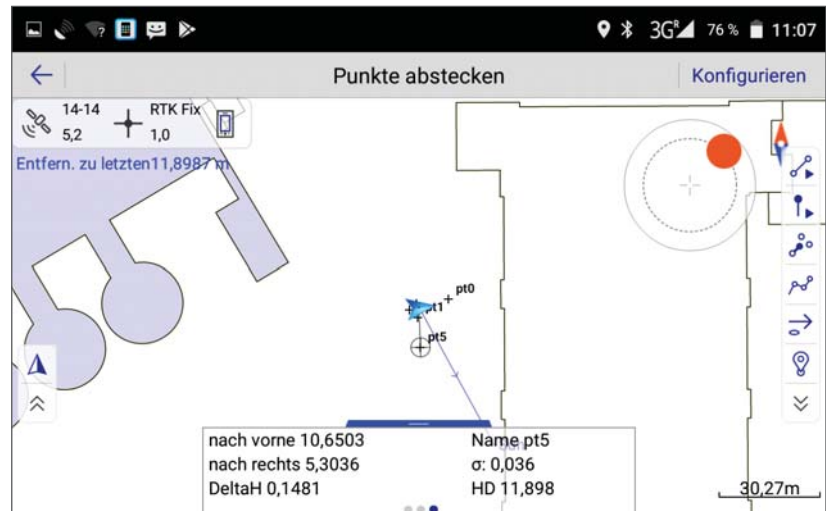 3G R 76 % 11:07
Punkte abstecken
Konfigurieren
14-14
5,2
RTK Fix
1,0
Entfern. zu letzten11,8987 m
pt0
pt1
pt5
nach vorne 10,6503
nach rechts 5,3036
DeltaH 0,1481
Name pt5
σ: 0,036
HD 11,898
30,27m